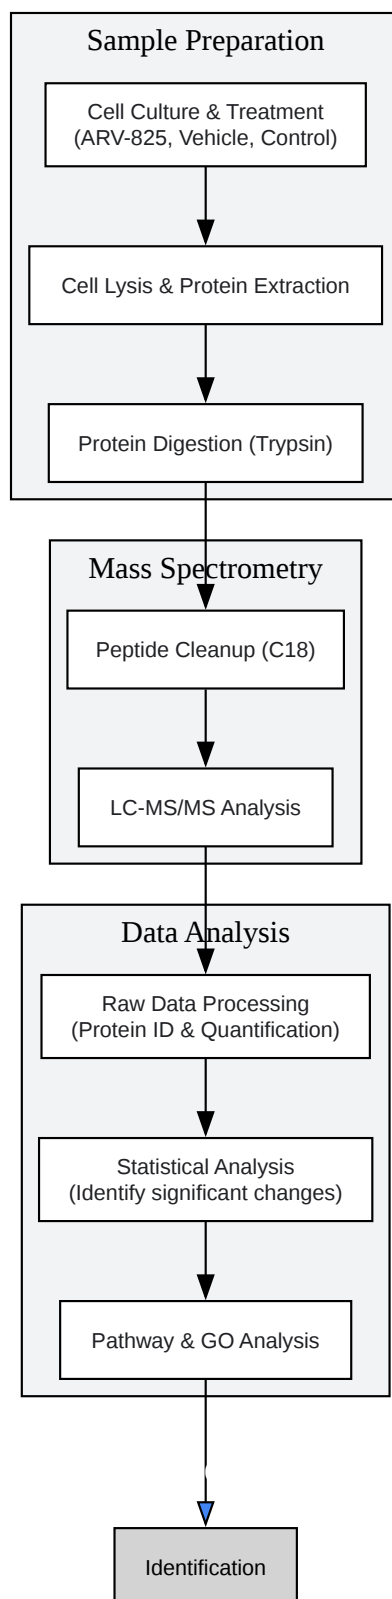 Sample Preparation
Cell Culture & Treatment
(ARV-825, Vehicle, Control)
Cell Lysis & Protein Extraction
Protein Digestion (Trypsin)
Mass Spectrometry
Peptide Cleanup (C18)
LC-MS/MS Analysis
Data Analysis
Raw Data Processing
(Protein ID & Quantification)
Statistical Analysis
(Identify significant changes)
Pathway & GO Analysis
Identification